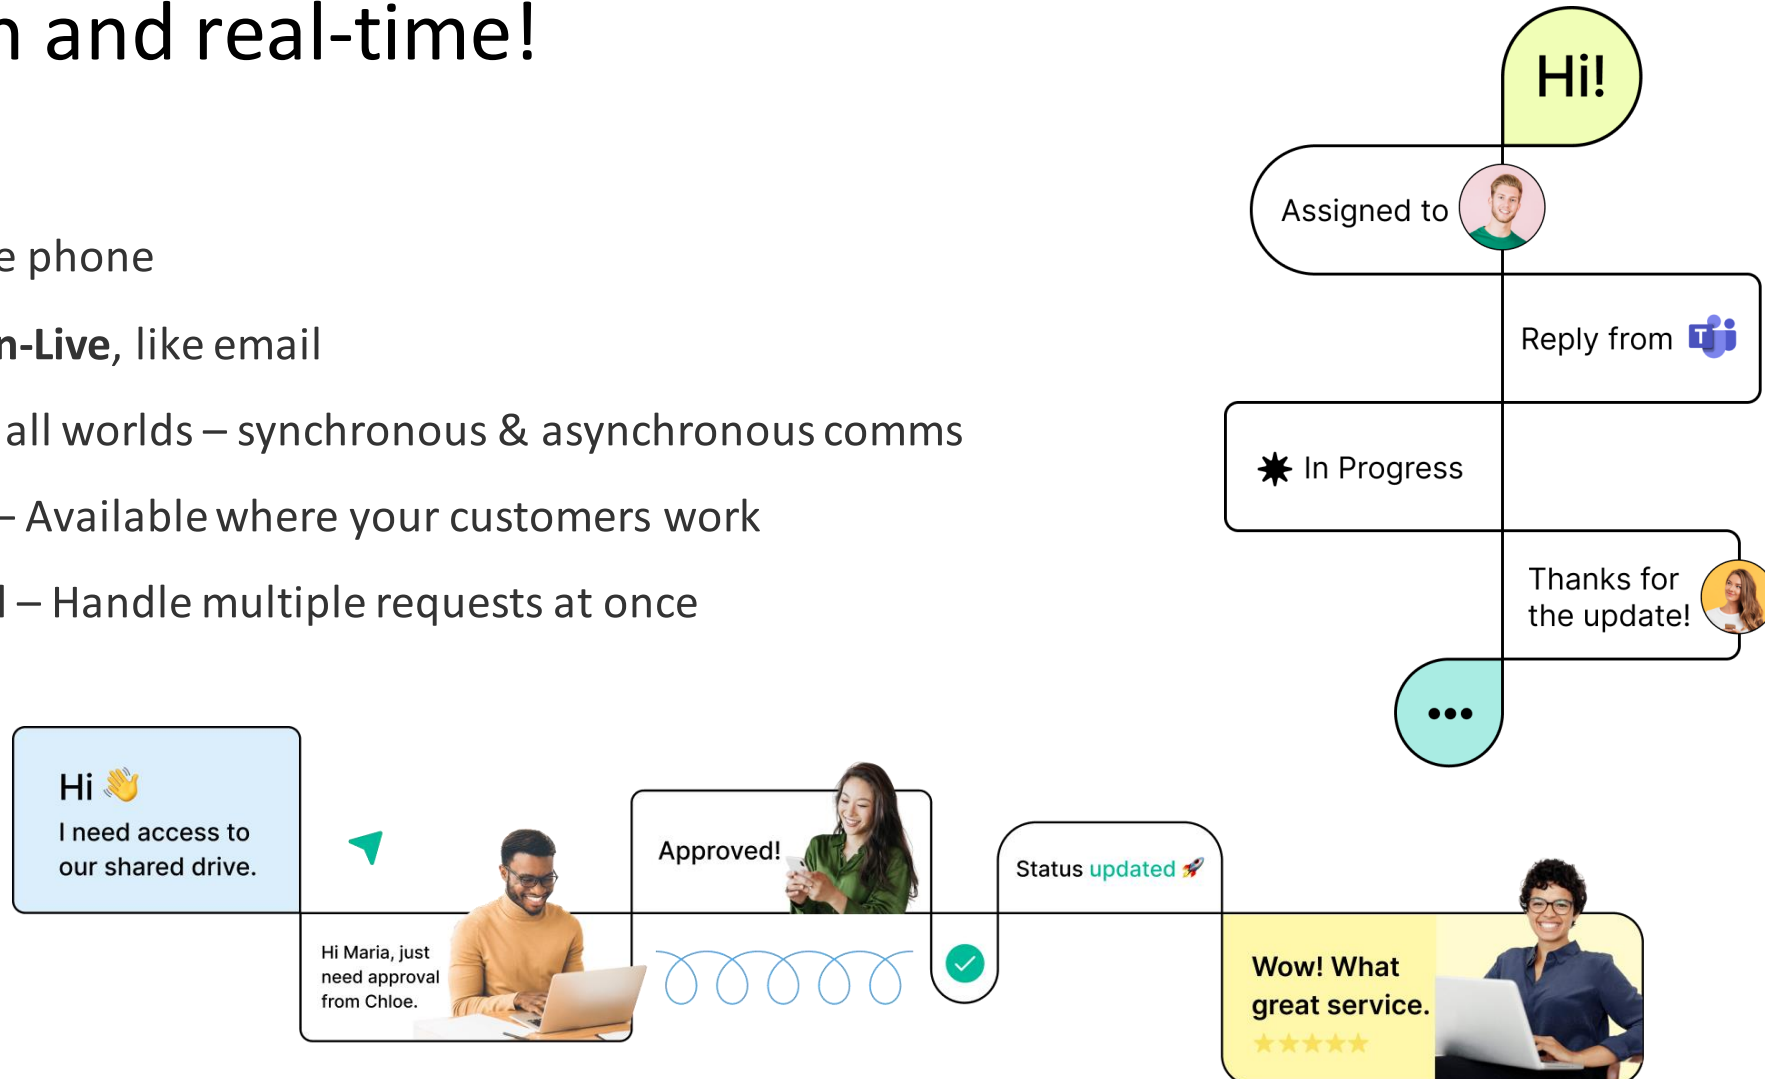 and real-time!
phone
n-Live, like email
all worlds – synchronous & asynchronous comms
– Available where your customers work
– Handle multiple requests at once
Hi!
Assigned to
Reply from
T
In Progress
Thanks for
the update!
Hi 👋
I need access to
our shared drive.
Hi Maria, just
need approval
from Chloe.
Approved!
Status updated 🚀
Wow! What
great service.